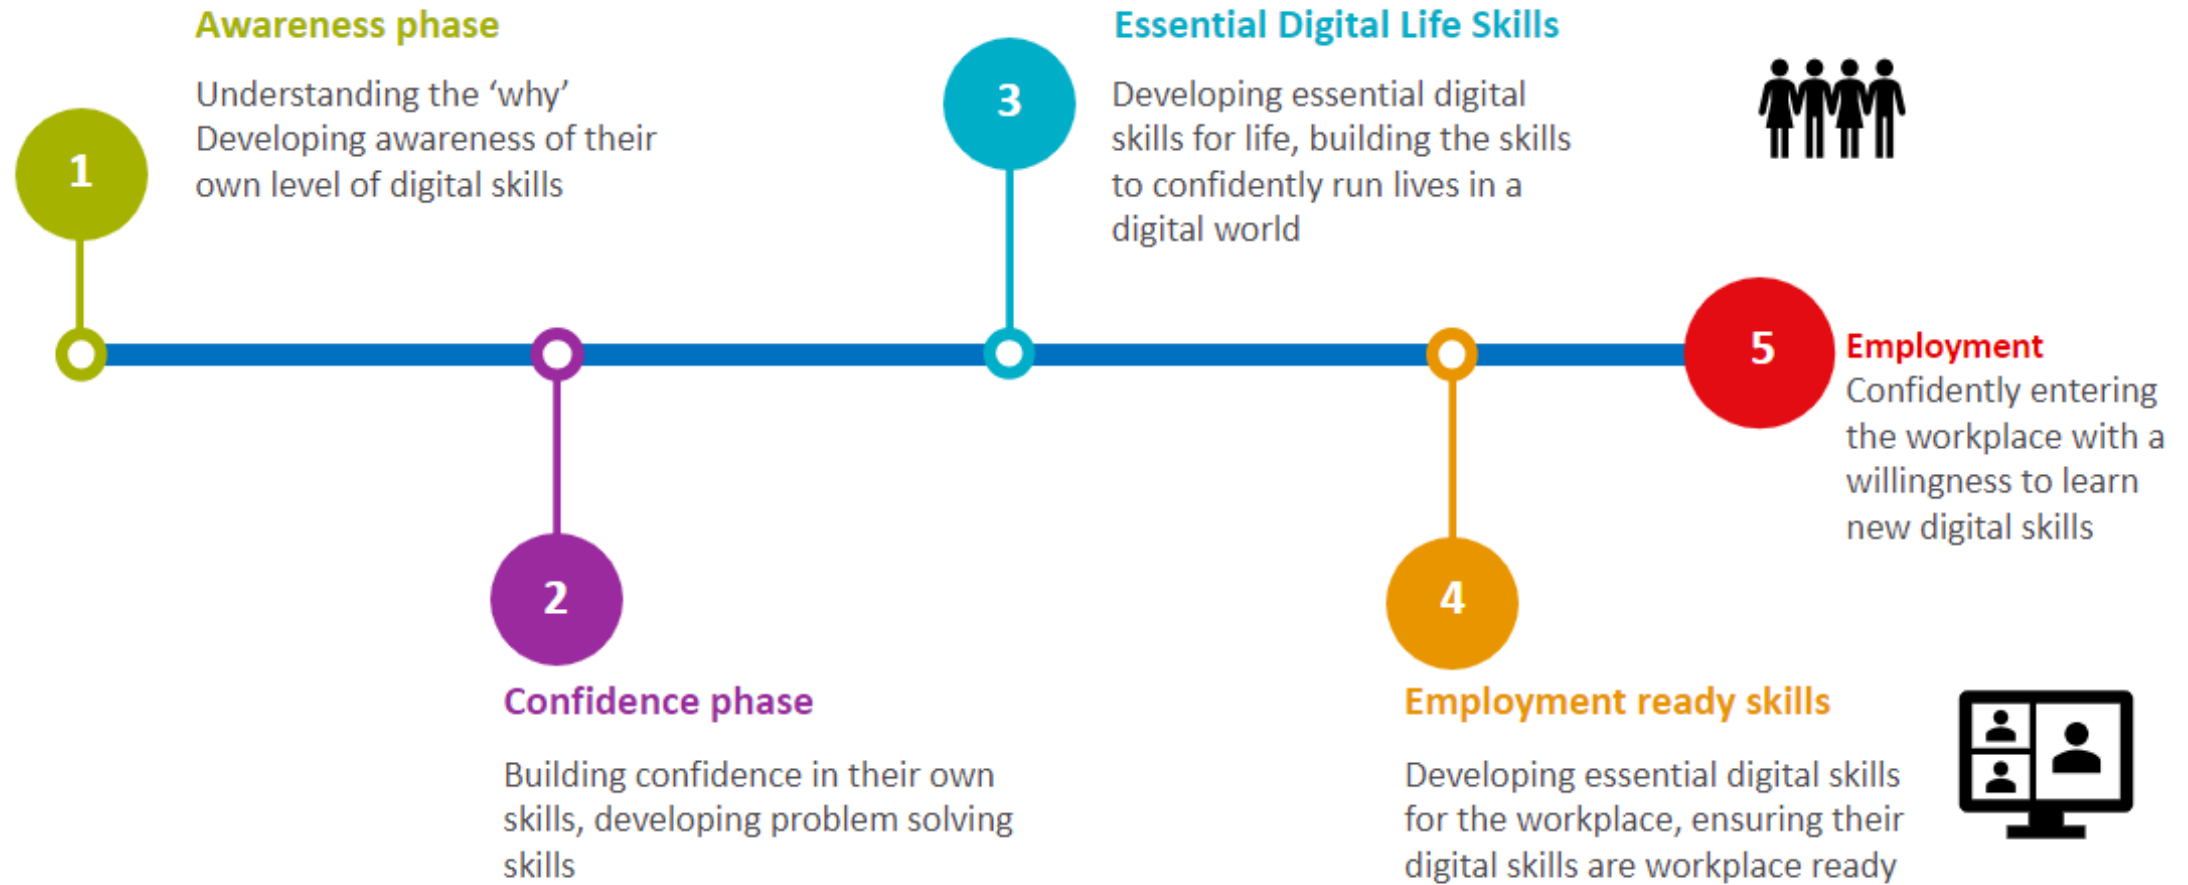 1
Awareness phase
Understanding the ‘why’
Developing awareness of their
own level of digital skills
2
Confidence phase
Building confidence in their own
skills, developing problem solving
skills
3
Essential Digital Life Skills
Developing essential digital
skills for life, building the skills
to confidently run lives in a
digital world
4
Employment ready skills
Developing essential digital skills
for the workplace, ensuring their
digital skills are workplace ready
5
Employment
Confidently entering
the workplace with a
willingness to learn
new digital skills